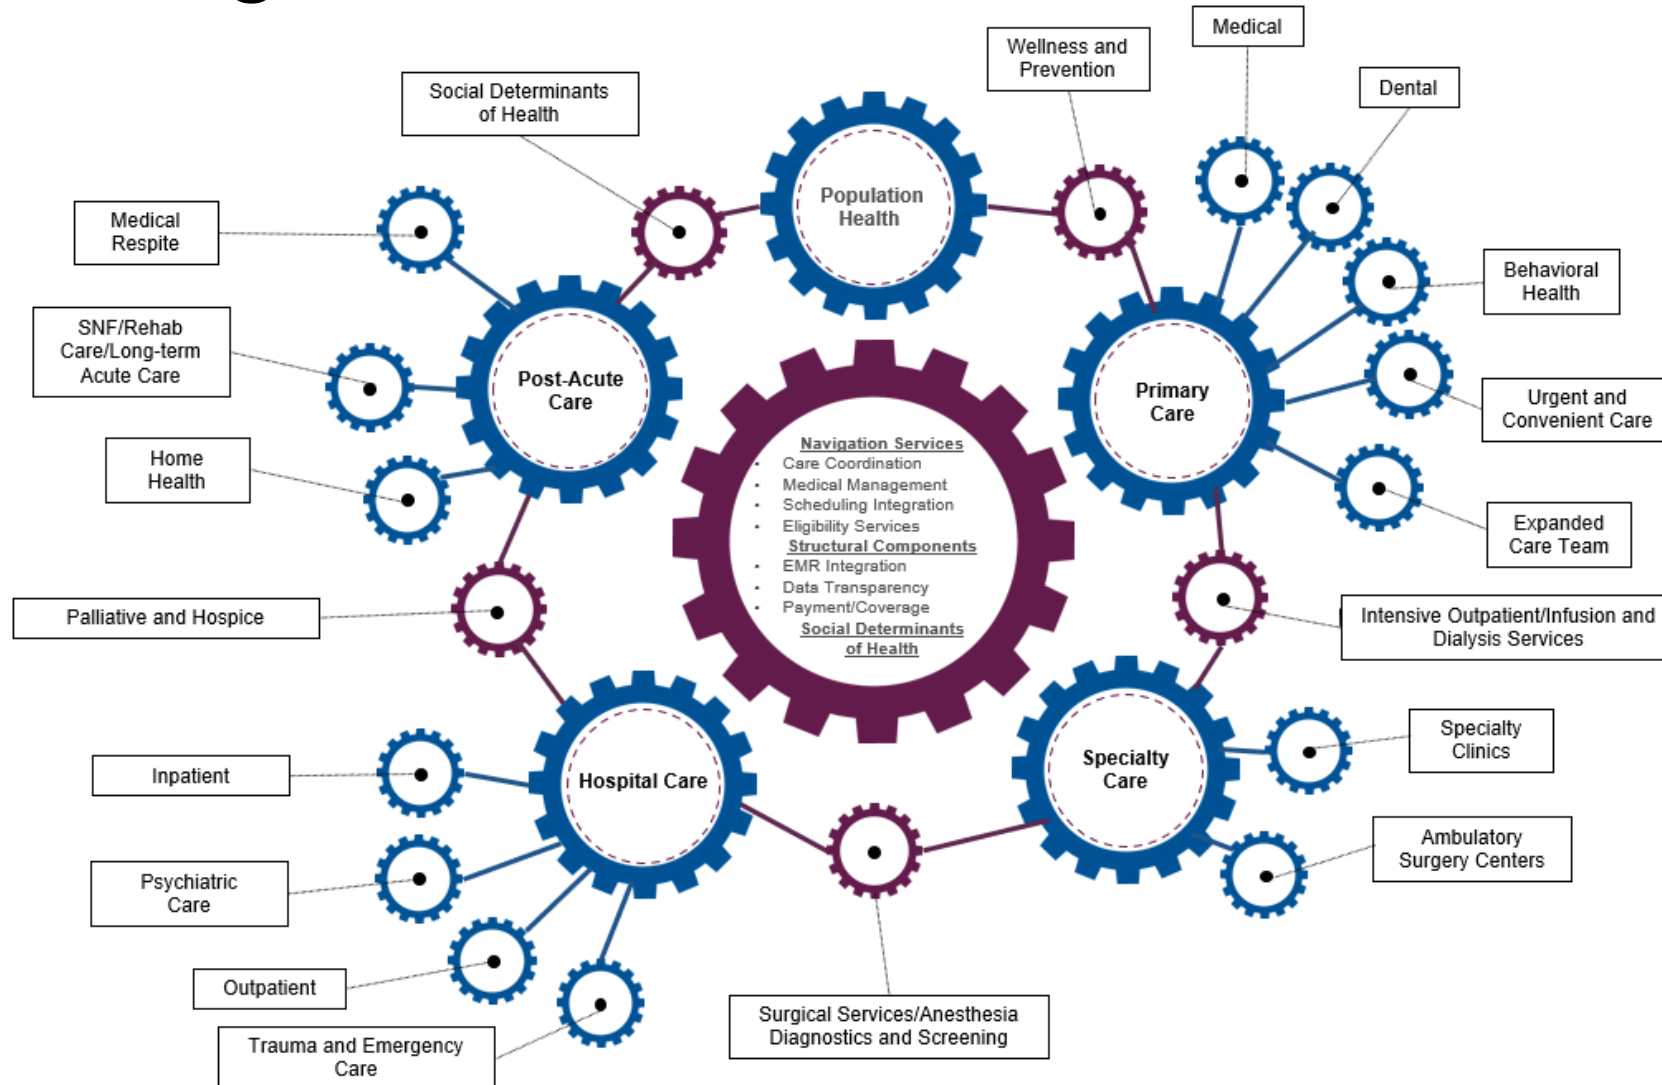 Medical
Wellness and
Prevention
Dental
Social Determinants
of Health
Population
Health
Medical
Respite
Behavioral
Health
SNF/Rehab
Care/Long-term
Acute Care
Post-Acute
Care
Primary
Care
Urgent and
Convenient Care
Home
Health
Navigation Services
▪ Care Coordination
▪ Medical Management
▪ Scheduling Integration
▪ Eligibility Services
Structural Components
▪ EMR Integration
▪ Data Transparency
▪ Payment/Coverage
Social Determinants
of Health
Expanded
Care Team
Palliative and Hospice
Intensive Outpatient/Infusion and
Dialysis Services
Hospital Care
Specialty
Care
Specialty
Clinics
Inpatient
Ambulatory
Surgery Centers
Psychiatric
Care
Outpatient
Surgical Services/Anesthesia
Diagnostics and Screening
Trauma and Emergency
Care